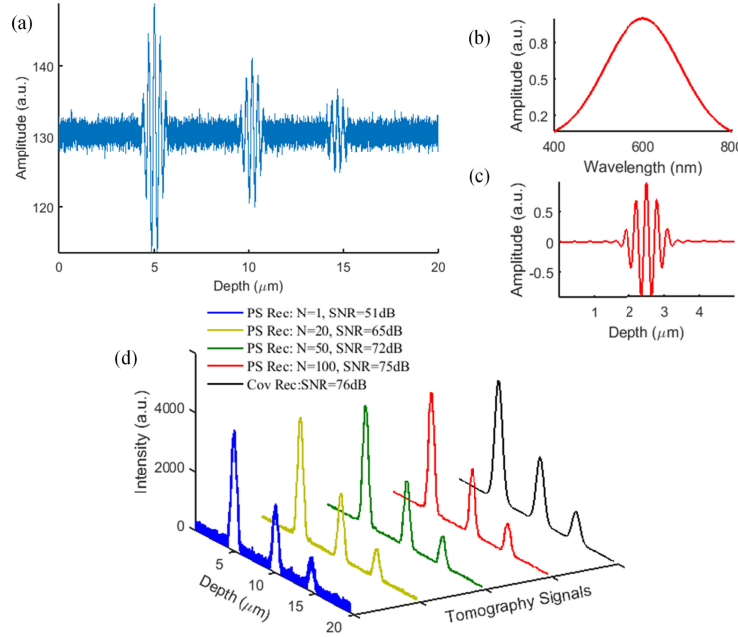 (a)
Amplitude (a.u.)
140
130
120
0 5 10 15 20
Depth (μm)
(b)
Amplitude (a.u.)
0.8
0.5
0.2
400 600 800
Wavelength (nm)
(c)
Amplitude (a.u.)
0.5
0
-0.5
1 2 3 4
Depth (μm)
PS Rec: N=1, SNR=51dB
PS Rec: N=20, SNR=65dB
PS Rec: N=50, SNR=72dB
PS Rec: N=100, SNR=75dB
Cov Rec:SNR=76dB
(d)
Intensity (a.u.)
4000
2000
0
5
10
15
20
Depth (μm)
Tomography Signals